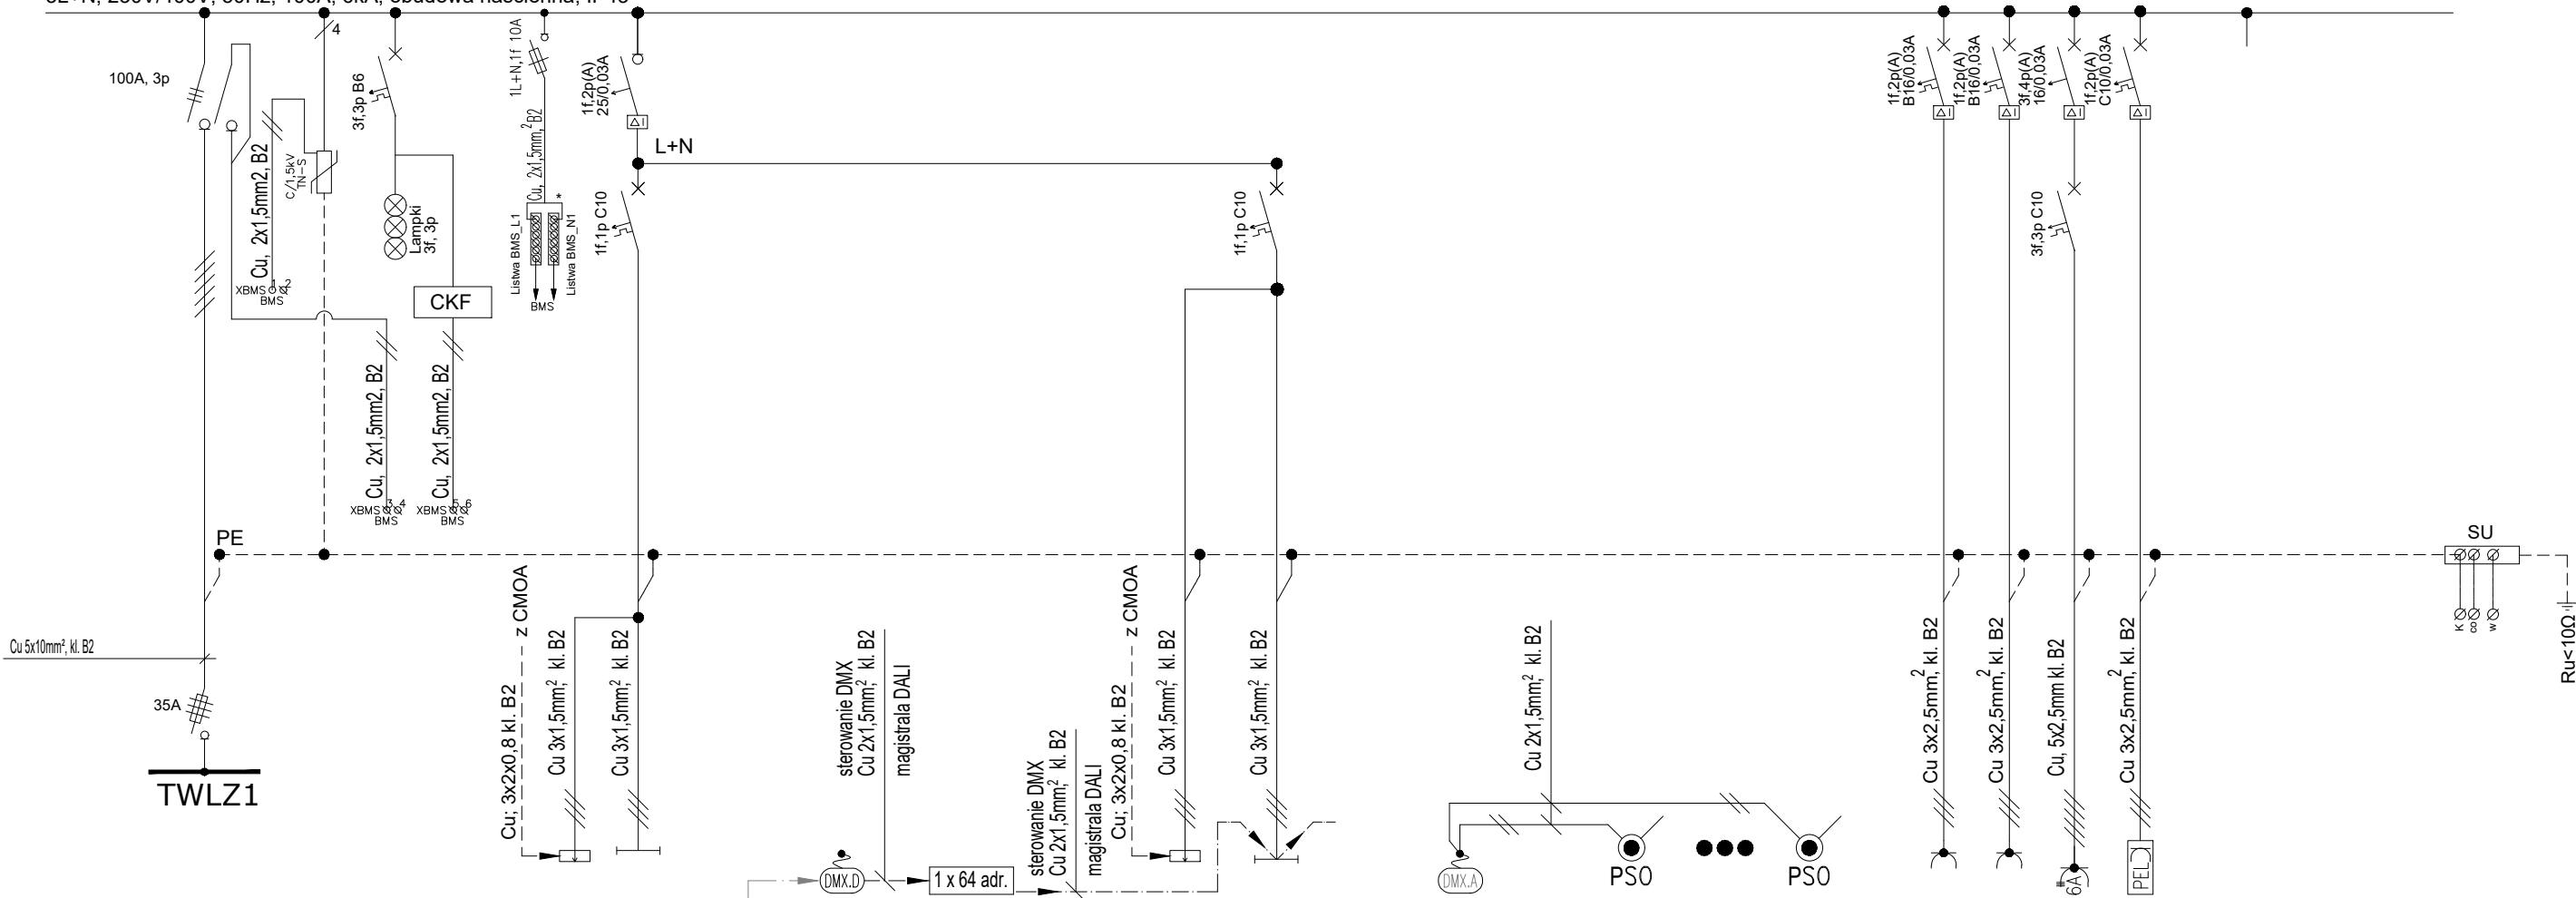 100A, 3p
4
Cu, 2x1,5mm2, B2
XBMS 1 2
BMS
C/1,5kV
TN-S
3f,3p B6
Lampki
3f, 3p
CKF
Cu, 2x1,5mm2, B2
XBMS 3 4
BMS
Cu, 2x1,5mm2, B2
XBMS 5 6
BMS
1L+N,1f 10A
Cu, 2x1,5mm², B2
*
Listwa BMS_L1
Listwa BMS_N1
BMS
1f,2p(A)
25/0,03A
L+N
1f,1p C10
1f,1p C10
1f,2p(A)
B16/0,03A
1f,2p(A)
B16/0,03A
3f,4p(A)
16/0,03A
1f,2p(A)
C10/0,03A
3f,3p C10
PE
SU
K
co
w
Ru<10Ω
Cu 5x10mm², kl. B2
35A
TWLZ1
z CMOA
Cu; 3x2x0,8 kl. B2
Cu 3x1,5mm², kl. B2
Cu 3x1,5mm², kl. B2
sterowanie DMX
Cu 2x1,5mm², kl. B2
magistrala DALI
DMX.D
1 x 64 adr.
sterowanie DMX
Cu 2x1,5mm², kl. B2
magistrala DALI
z CMOA
Cu; 3x2x0,8 kl. B2
Cu 3x1,5mm², kl. B2
Cu 3x1,5mm², kl. B2
Cu 2x1,5mm², kl. B2
DMX.A
PSO
PSO
Cu 3x2,5mm², kl. B2
Cu 3x2,5mm², kl. B2
Cu, 5x2,5mm kl. B2
Cu 3x2,5mm², kl. B2
PEL